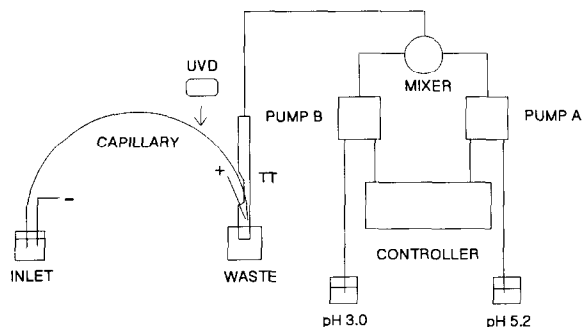 UVD
MIXER
PUMP B
PUMP A
CAPILLARY
+
TT
-
CONTROLLER
INLET
WASTE
pH 3.0
pH 5.2